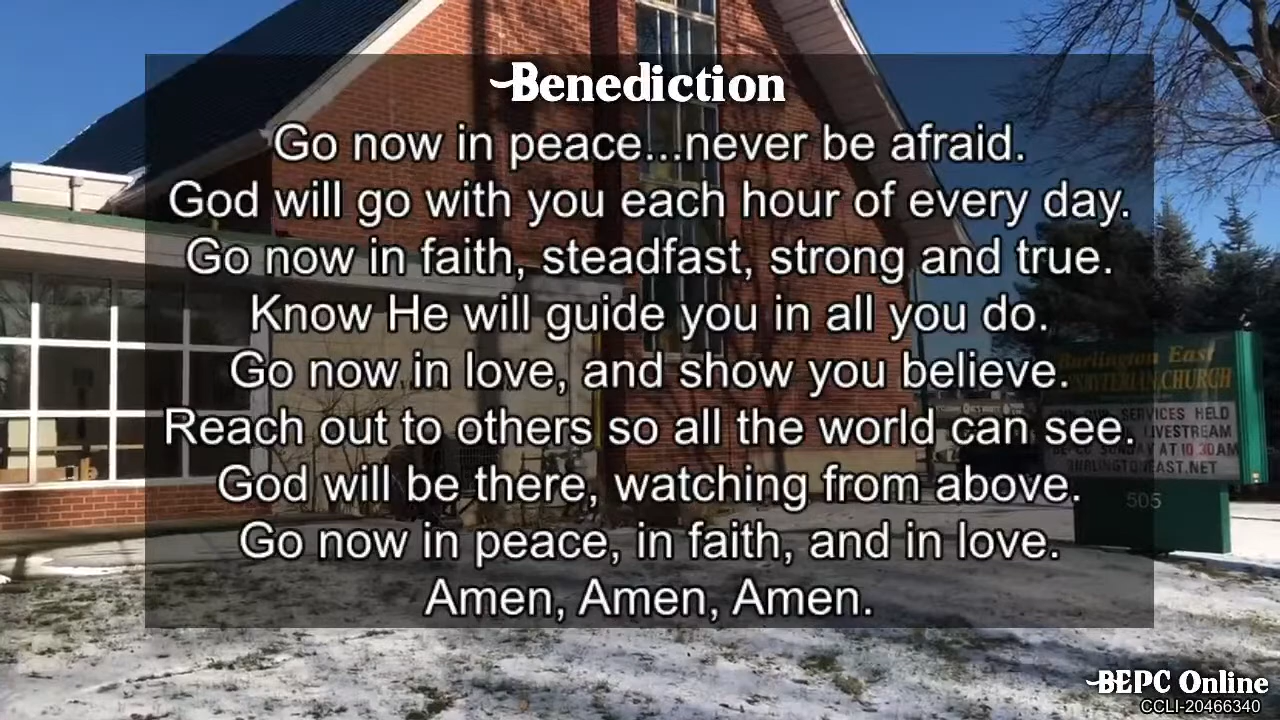 Benediction
Go now in peace...never be afraid.
God will go with you each hour of every day.
Go now in faith, steadfast, strong and true.
Know He will guide you in all you do.
Go now in love, and show you believe.
Reach out to others so all the world can see.
God will be there, watching from above.
Go now in peace, in faith, and in love.
Amen, Amen, Amen.
Burlington East
CHURCH
SERVICES HELD
LIVESTREAM
SUNDAY AT 10 30AM
BURLINGTONEAST.NET
505
BEPC Online
CCLI-20466340